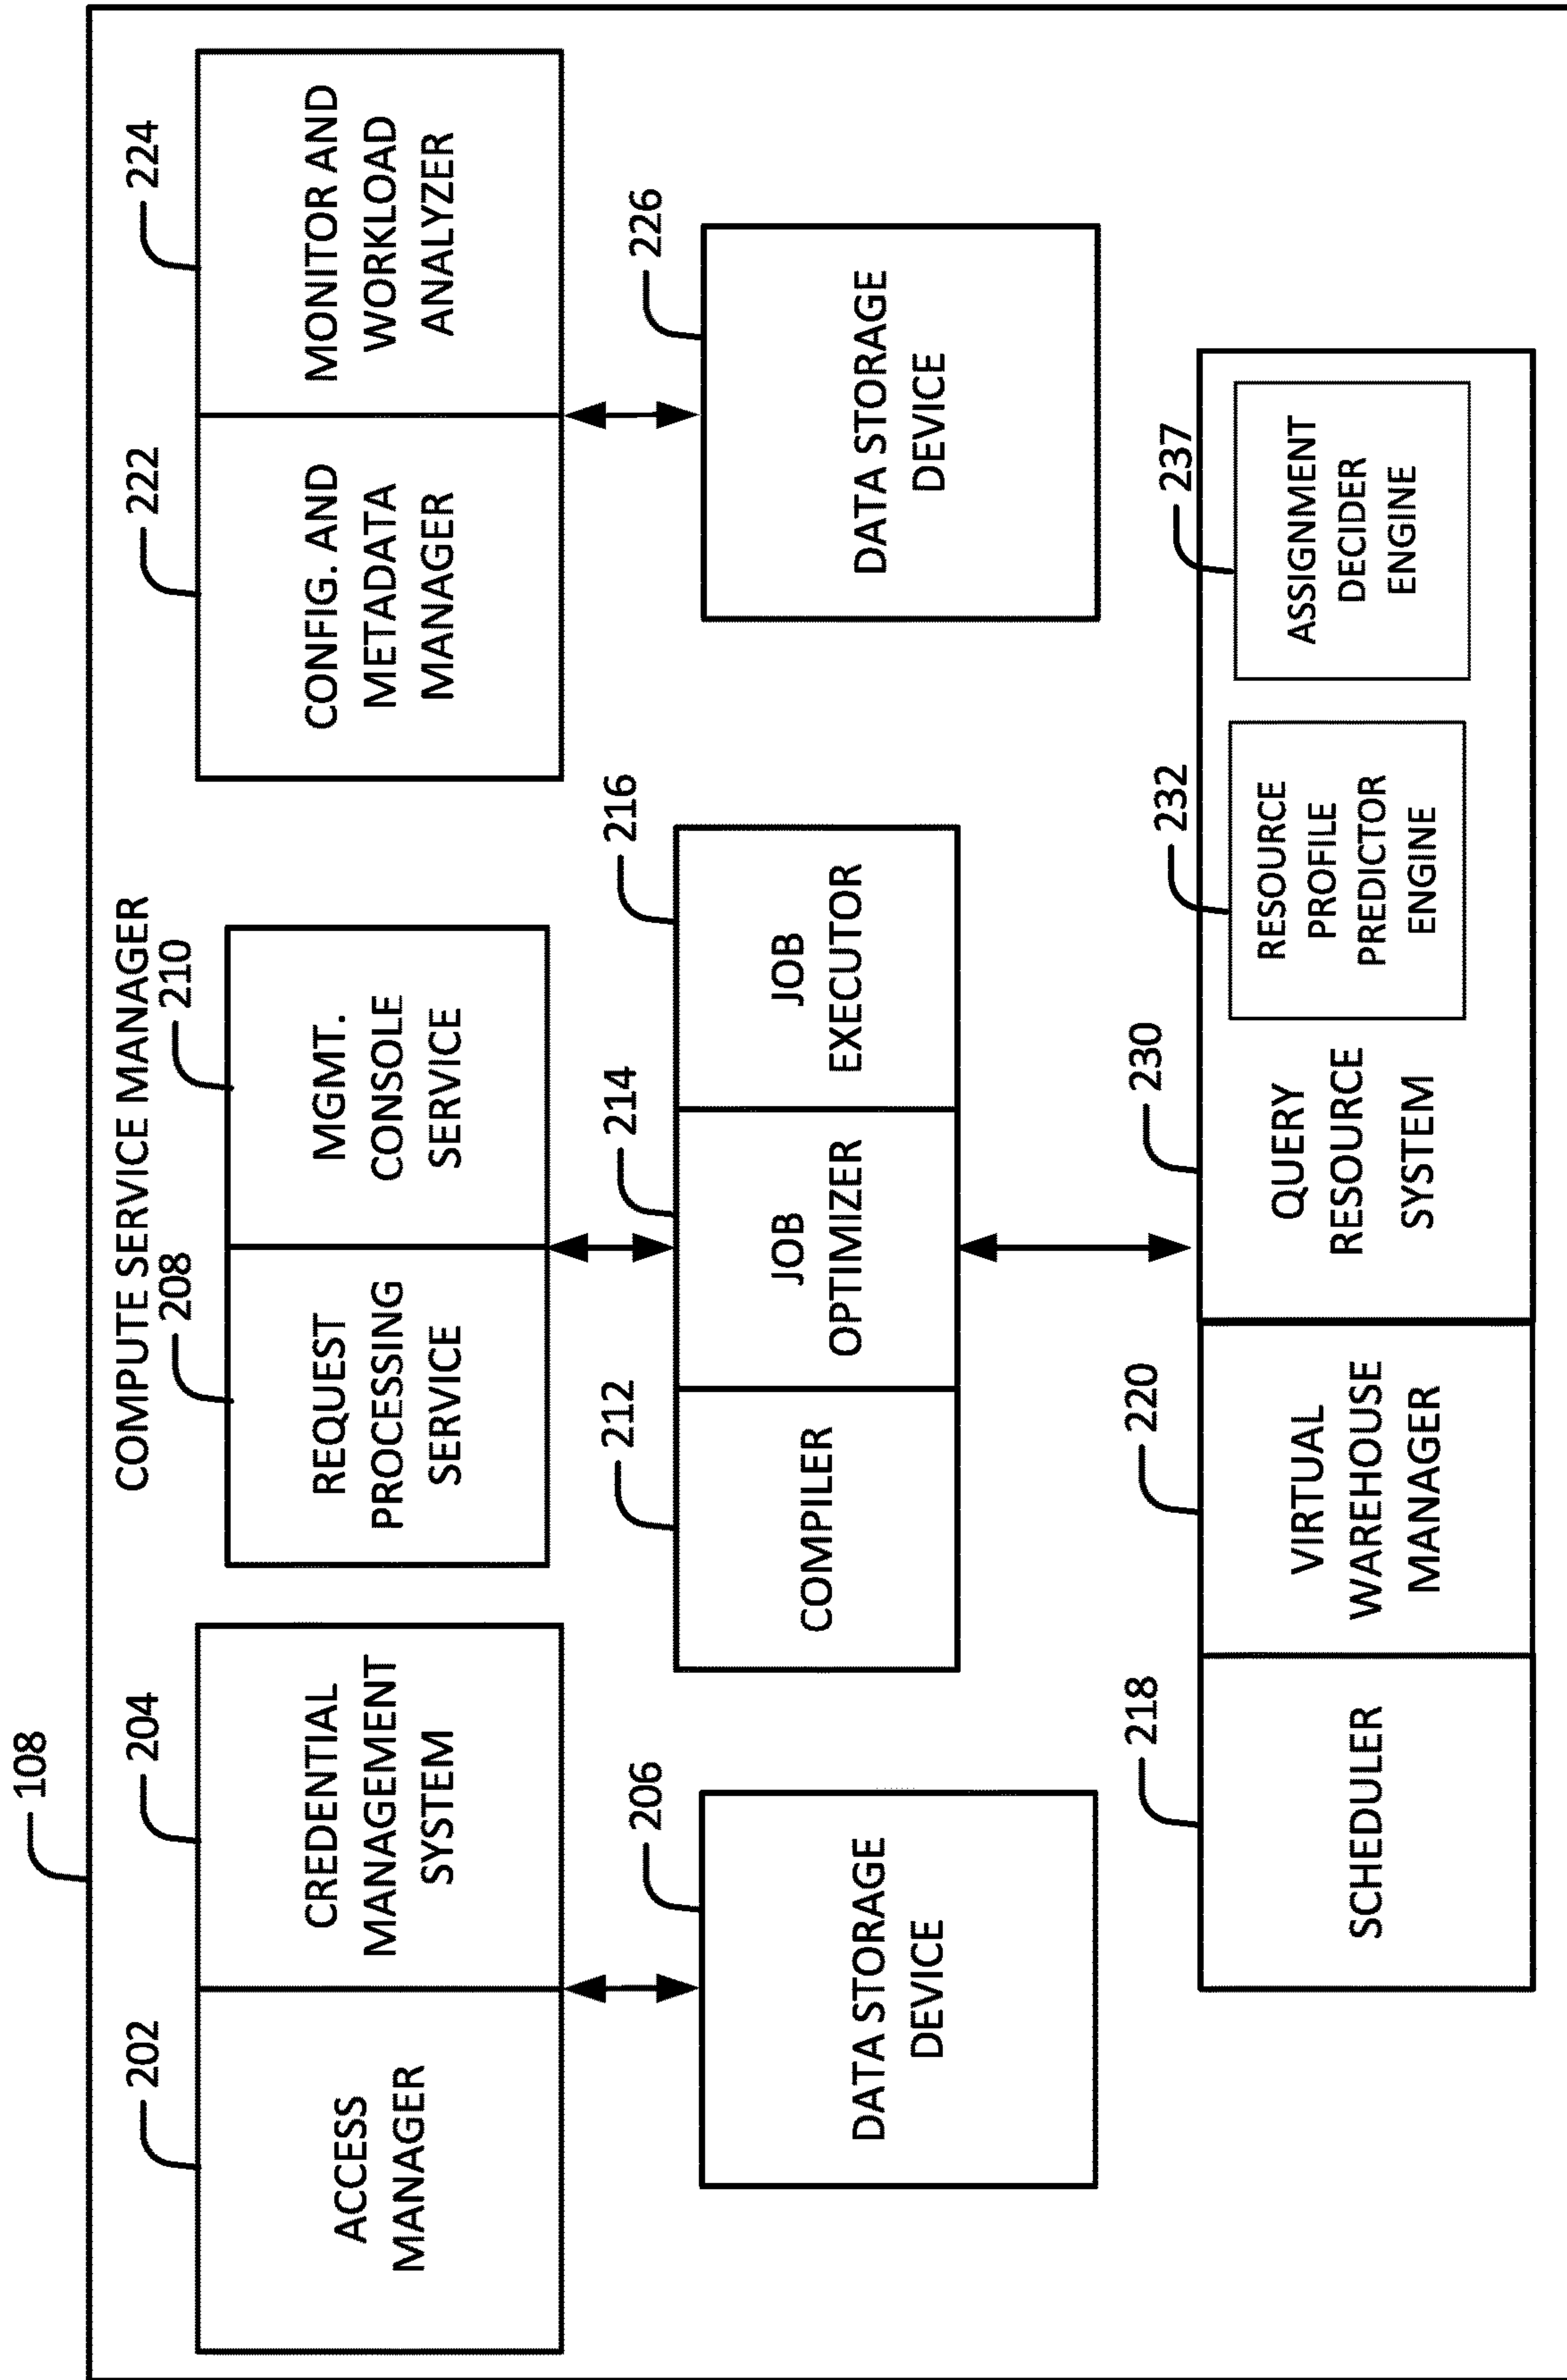 108
COMPUTE SERVICE MANAGER
202
ACCESS
MANAGER
204
CREDENTIAL
MANAGEMENT
SYSTEM
206
DATA STORAGE
DEVICE
208
REQUEST
PROCESSING
SERVICE
210
MGMT.
CONSOLE
SERVICE
212
COMPILER
214
JOB
OPTIMIZER
216
JOB
EXECUTOR
222
CONFIG. AND
METADATA
MANAGER
224
MONITOR AND
WORKLOAD
ANALYZER
226
DATA STORAGE
DEVICE
218
SCHEDULER
220
VIRTUAL
WAREHOUSE
MANAGER
230
QUERY
RESOURCE
SYSTEM
232
RESOURCE
PROFILE
PREDICTOR
ENGINE
237
ASSIGNMENT
DECIDER
ENGINE